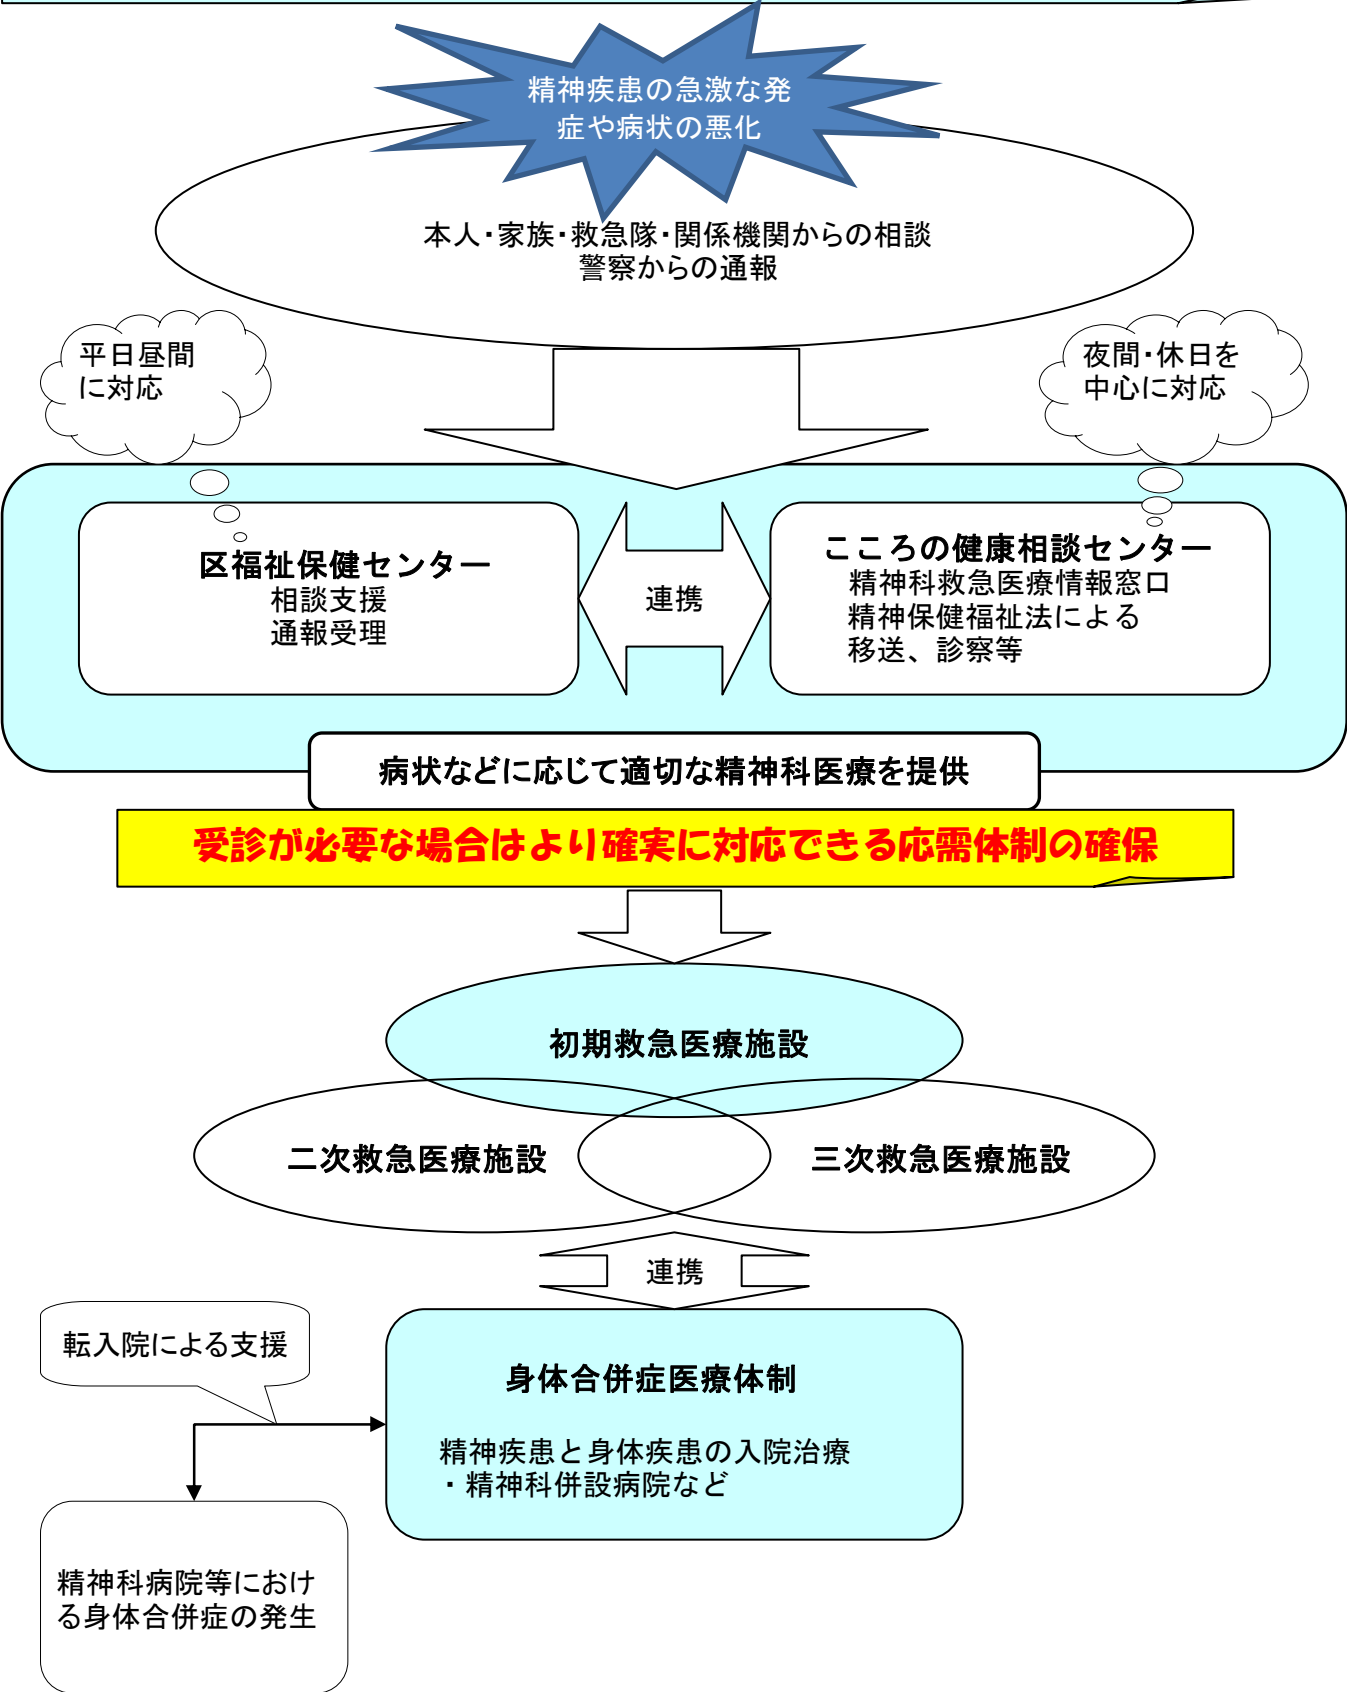 精神疾患の急激な発
症や病状の悪化
本人・家族・救急隊・関係機関からの相談
警察からの通報
平日昼間
に対応
夜間・休日を
中心に対応
区福祉保健センター
相談支援
通報受理
連携
こころの健康相談センター
精神科救急医療情報窓口
精神保健福祉法による
移送、診察等
病状などに応じて適切な精神科医療を提供
受診が必要な場合はより確実に対応できる応需体制の確保
初期救急医療施設
二次救急医療施設
三次救急医療施設
連携
転入院による支援
身体合併症医療体制
精神疾患と身体疾患の入院治療
・精神科併設病院など
精神科病院等におけ
る身体合併症の発生